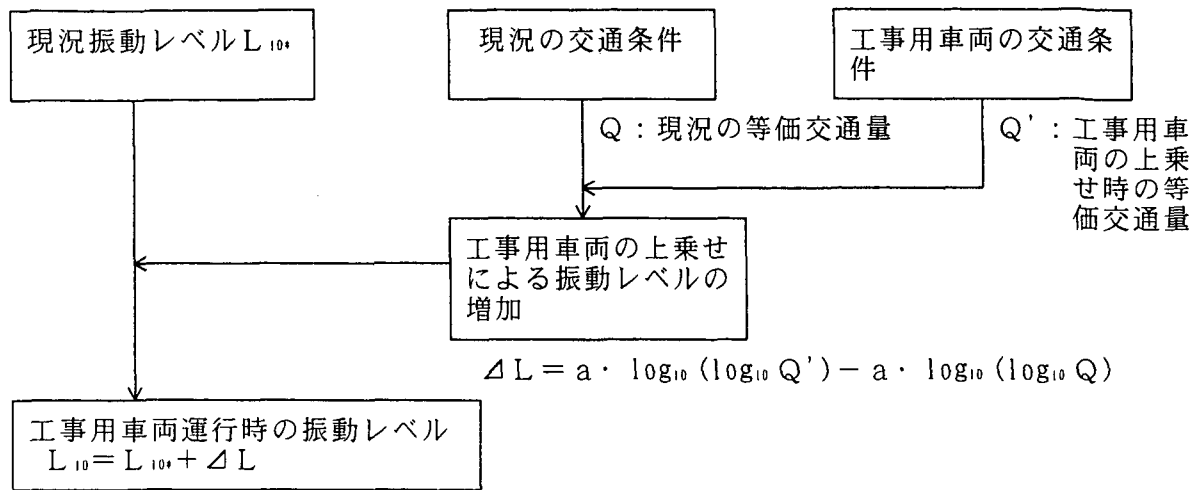 現況振動レベルL₁₀*
現況の交通条件
工事用車両の交通条
件
Q：現況の等価交通量
Q'：工事用車
両の上乗
せ時の等
価交通量
工事用車両の上乗せ
による振動レベルの
増加
⊿L＝a・log₁₀(log₁₀Q')－a・log₁₀(log₁₀Q)
工事用車両運行時の振動レベル
L₁₀＝L₁₀*＋⊿L